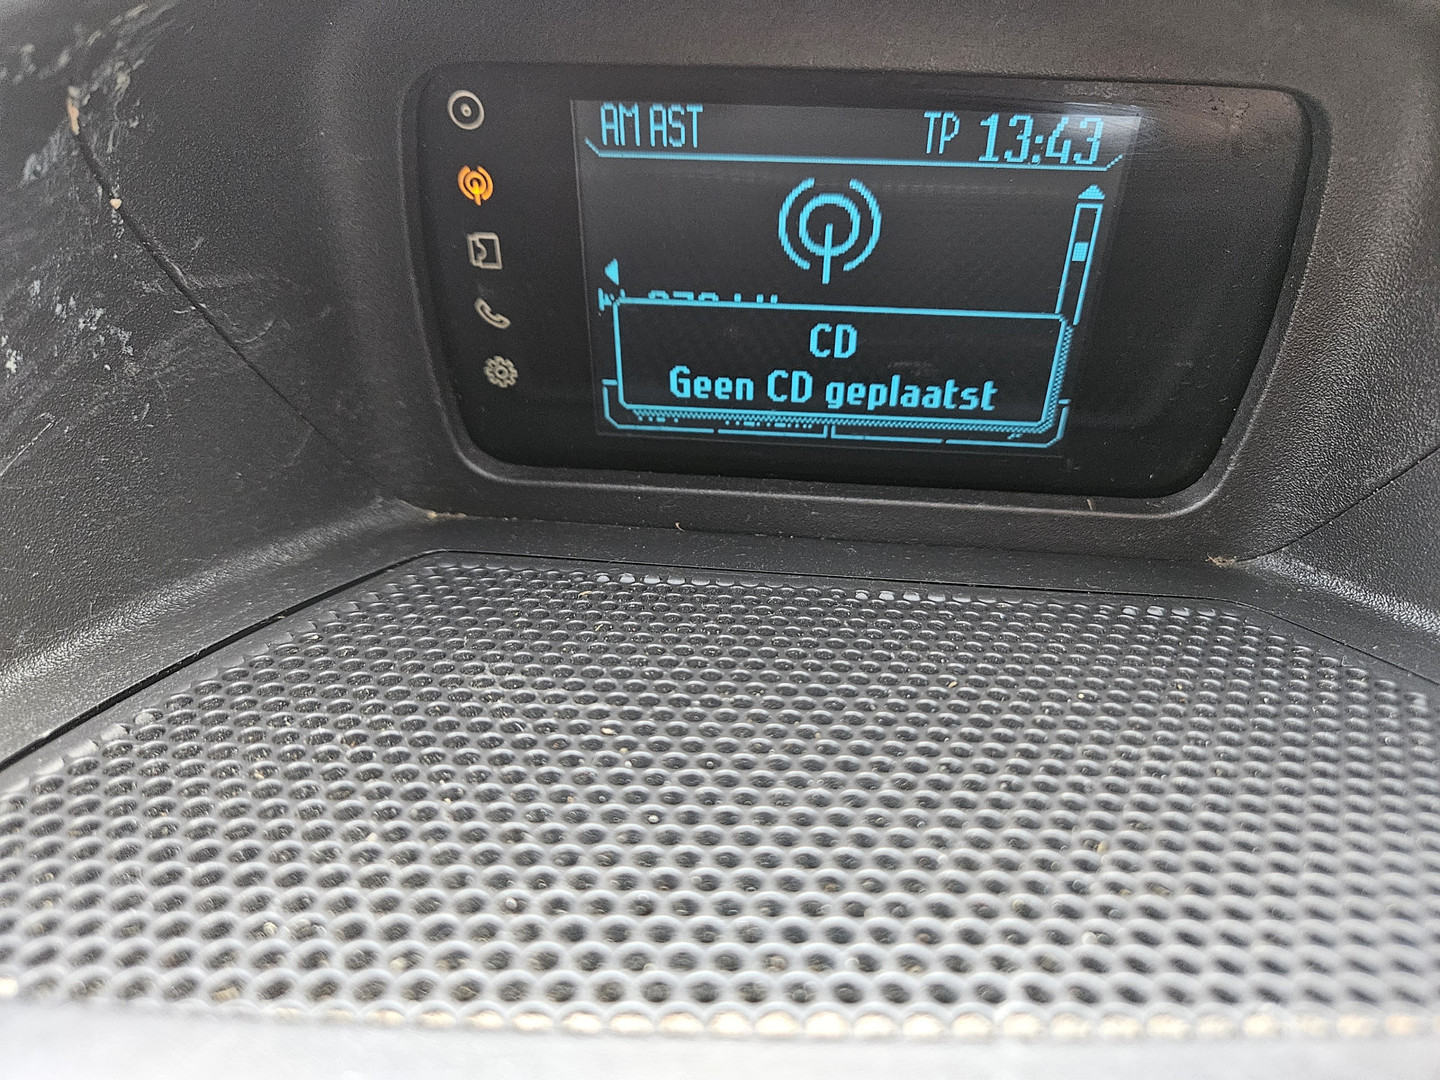 AM AST
TP 13:43
CD
Geen CD geplaatst